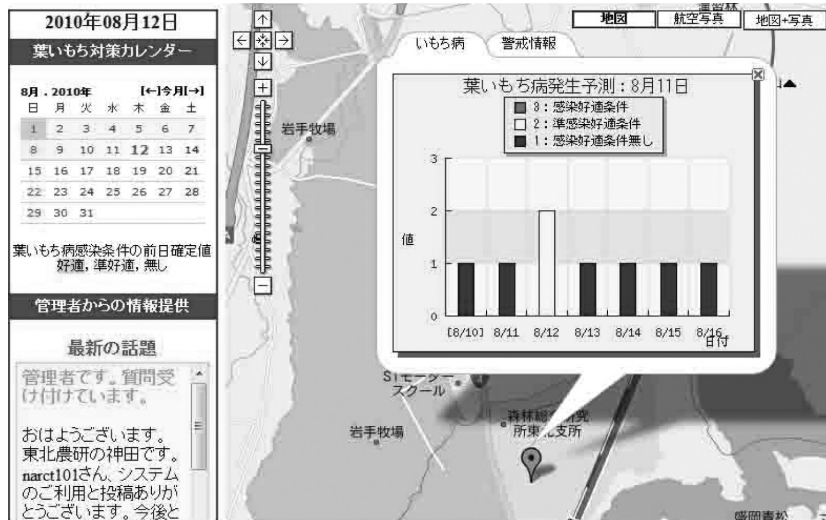 2010年08月12日
葉いもち対策カレンダー
8月 . 2010年 [←]今月[→]
日 月 火 水 木 金 土
1 2 3 4 5 6 7
8 9 10 11 12 13 14
15 16 17 18 19 20 21
22 23 24 25 26 27 28
29 30 31
葉いもち病感染条件の前日確定値
好適, 準好適, 無し
管理者からの情報提供
最新の話題
管理者です。質問受
け付けています。
おはようございます。
東北農研の神田です。
narct101さん、システム
のご利用と投稿ありが
とうございます。今後と
地図 航空写真 地図+写真
いもち病 警戒情報
葉いもち病発生予測：8月11日
3：感染好適条件
2：準感染好適条件
1：感染好適条件無し
3
2
値
1
0
[8/10] 8/11 8/12 8/13 8/14 8/15 8/16
日付
岩手牧場
スクール
岩手牧場
森林総
所東北支所
盛岡青松